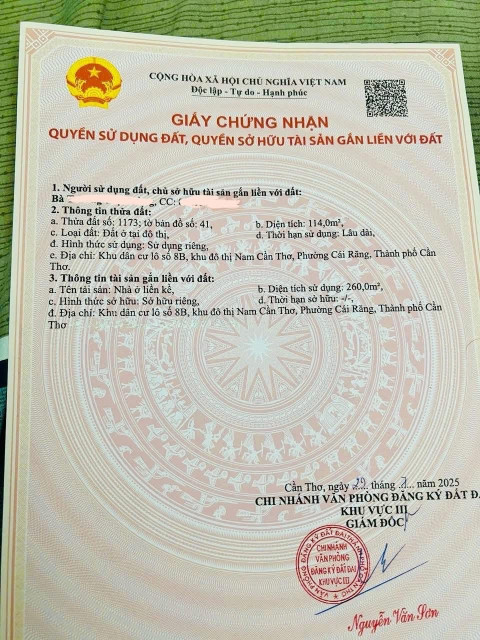 CỘNG HÒA XÃ HỘI CHỦ NGHĨA VIỆT NAM
Độc lập - Tự do - Hạnh phúc
GIẤY CHỨNG NHẬN
QUYỀN SỬ DỤNG ĐẤT, QUYỀN SỞ HỮU TÀI SẢN GẮN LIỀN VỚI ĐẤT
1. Người sử dụng đất, chủ sở hữu tài sản gắn liền với đất:
Bà , CC:
2. Thông tin thửa đất:
a. Thửa đất số: 1173; tờ bản đồ số: 41, b. Diện tích: 114,0m²,
c. Loại đất: Đất ở tại đô thị, d. Thời hạn sử dụng: Lâu dài,
đ. Hình thức sử dụng: Sử dụng riêng,
e. Địa chỉ: Khu dân cư lô số 8B, khu đô thị Nam Cần Thơ, Phường Cái Răng, Thành phố Cần
Thơ.
3. Thông tin tài sản gắn liền với đất:
a. Tên tài sản: Nhà ở liền kề, b. Diện tích sử dụng: 260,0m²,
c. Hình thức sở hữu: Sở hữu riêng, d. Thời hạn sở hữu: -/-,
đ. Địa chỉ: Khu dân cư lô số 8B, khu đô thị Nam Cần Thơ, Phường Cái Răng, Thành phố Cần
Thơ
Cần Thơ, ngày 29 tháng năm 2025
CHI NHÁNH VĂN PHÒNG ĐĂNG KÝ ĐẤT Đ
KHU VỰC III
GIÁM ĐỐC
CHI NHÁNH
VĂN PHÒNG
ĐĂNG KÝ ĐẤT ĐAI
KHU VỰC III
Nguyễn Văn Sơn